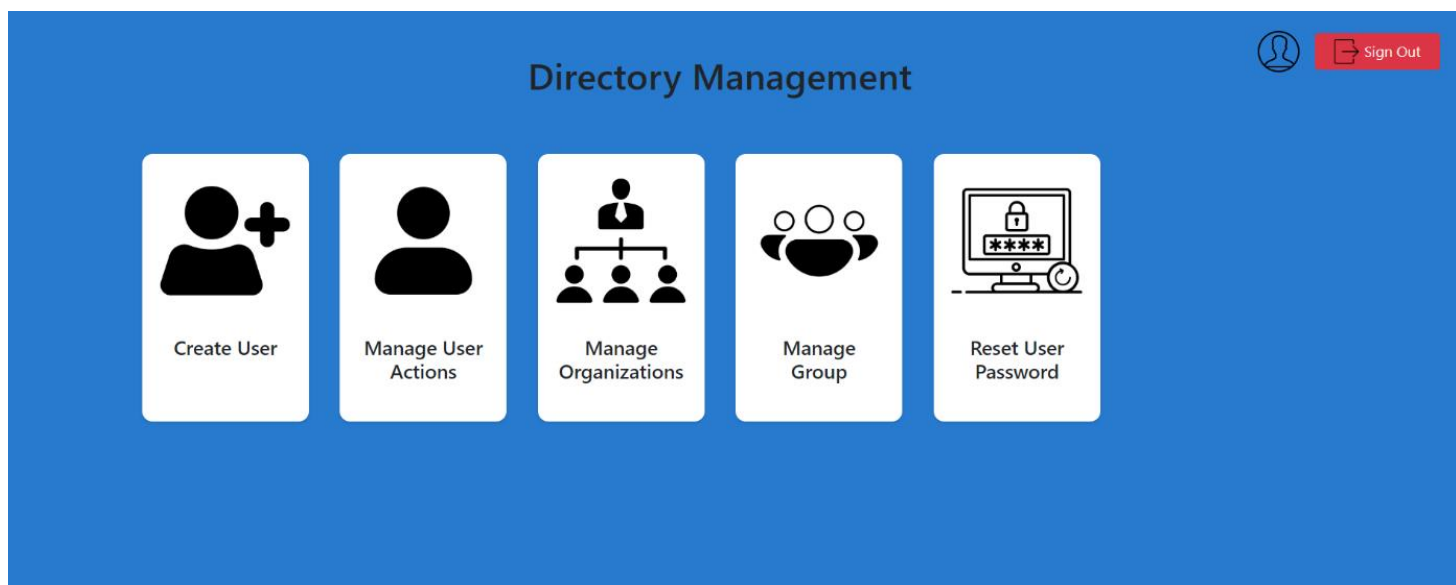 Sign Out
Directory Management
Create User
Manage User
Actions
Manage
Organizations
Manage
Group
****
Reset User
Password